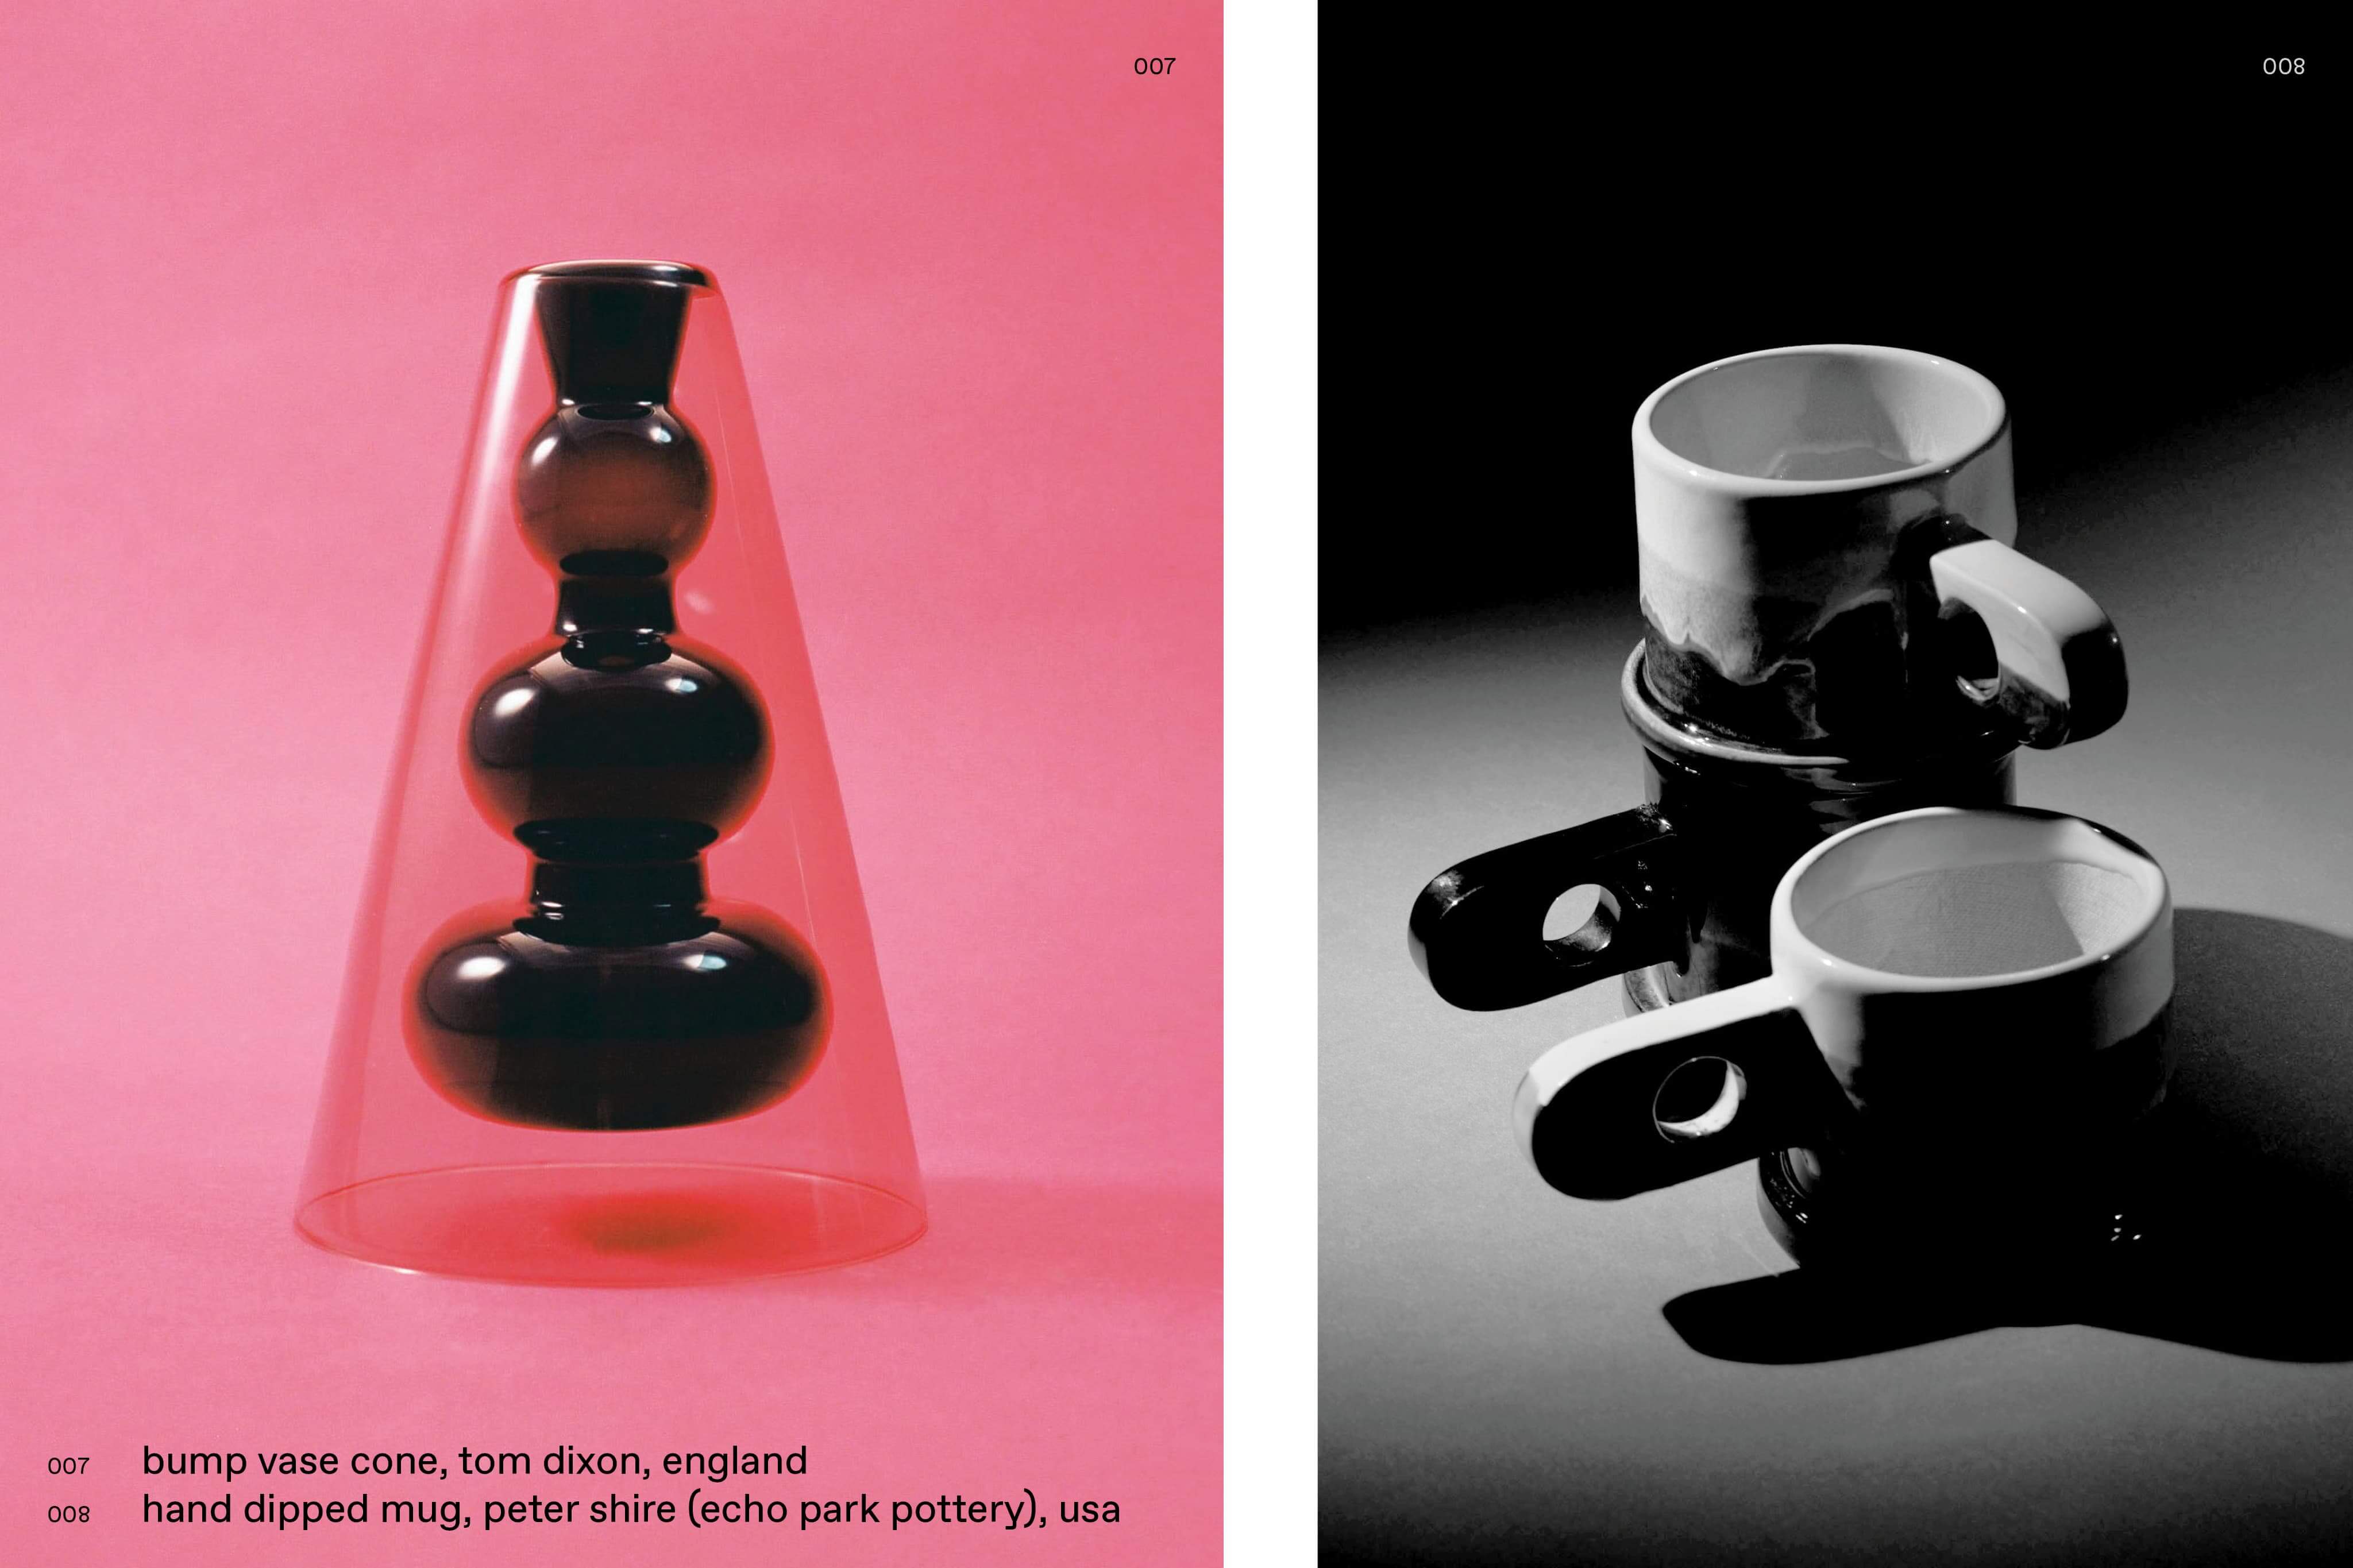 007
008
007 bump vase cone, tom dixon, england
008 hand dipped mug, peter shire (echo park pottery), usa